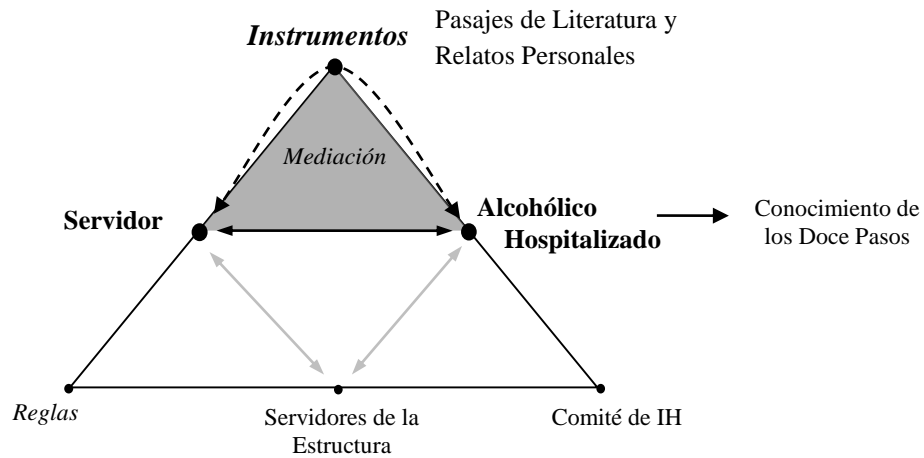 Instrumentos
Pasajes de Literatura y
Relatos Personales
Mediación
Servidor
Alcohólico
Hospitalizado
Conocimiento de
los Doce Pasos
Reglas
Servidores de la
Estructura
Comité de IH